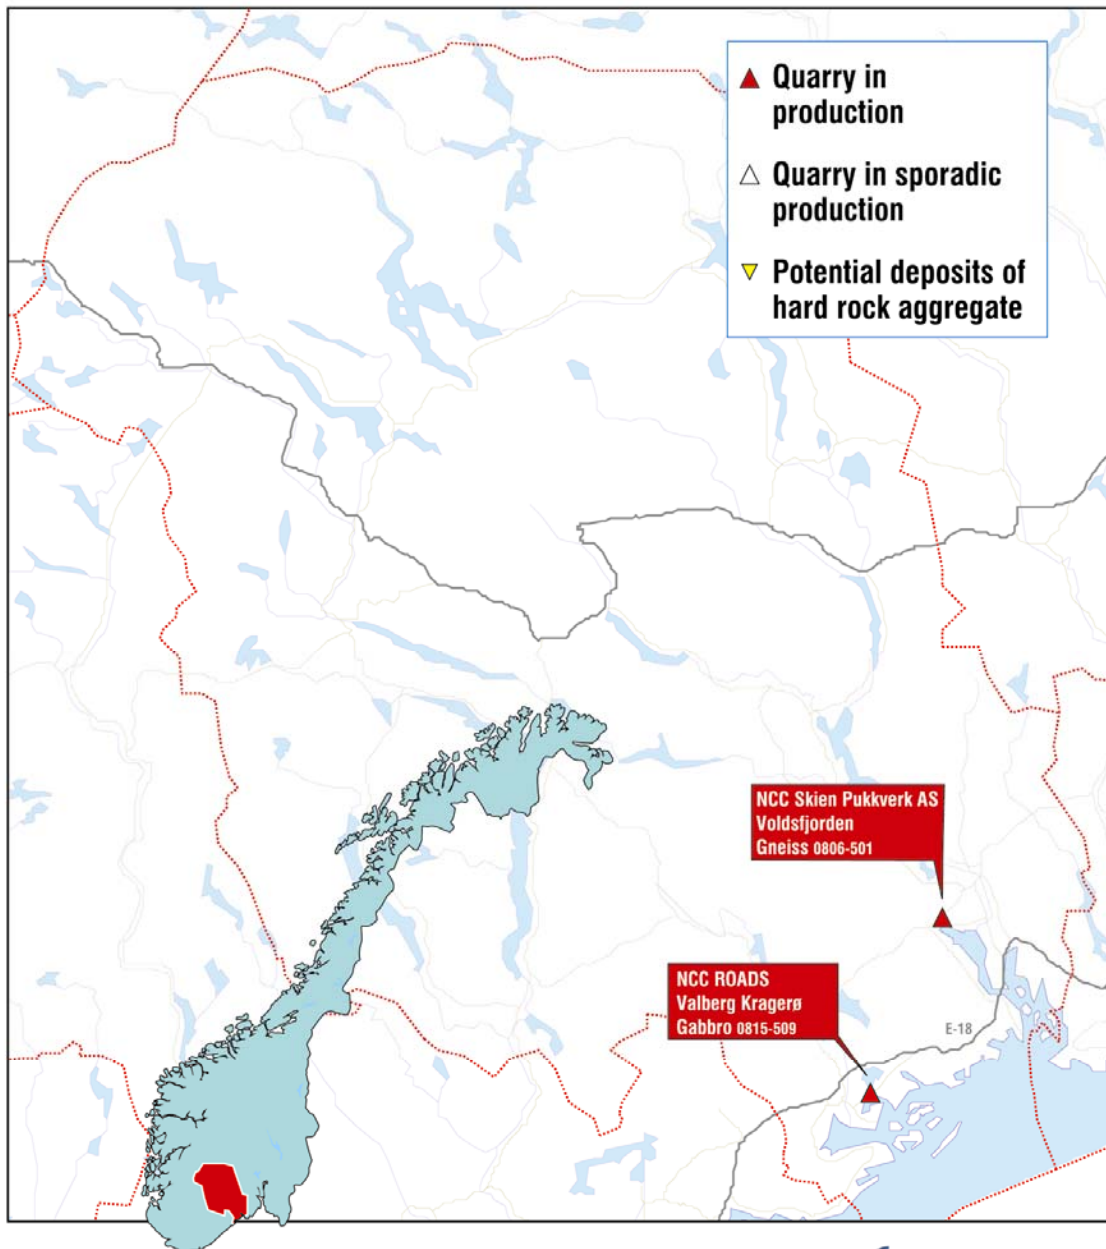 Quarry in
production
Quarry in sporadic
production
Potential deposits of
hard rock aggregate
NCC Skien Pukkverk AS
Voldsfjorden
Gneiss 0806-501
NCC ROADS
Valberg Kragerø
Gabbro 0815-509
E-18